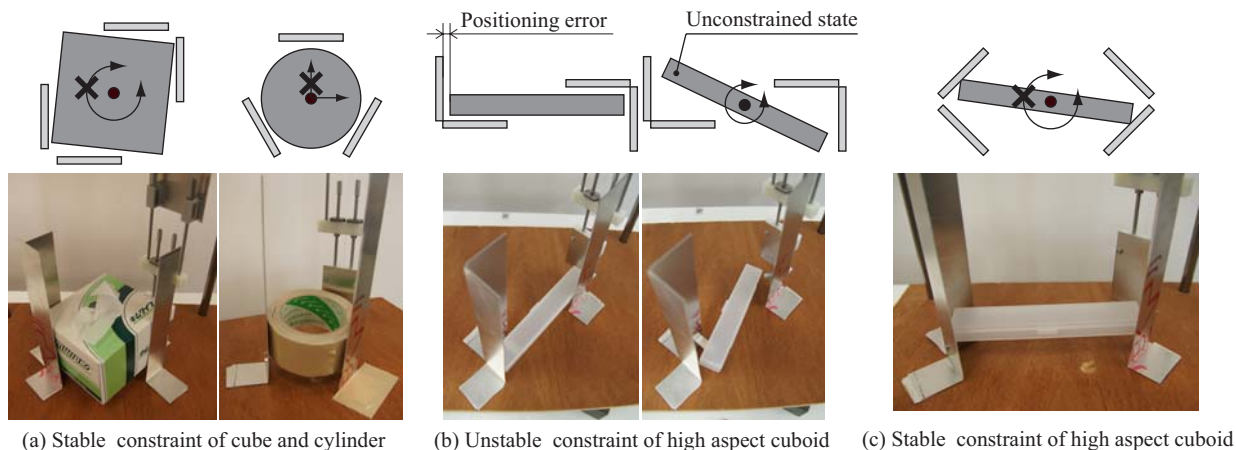 Positioning error
Unconstrained state
(a) Stable constraint of cube and cylinder
(b) Unstable constraint of high aspect cuboid
(c) Stable constraint of high aspect cuboid